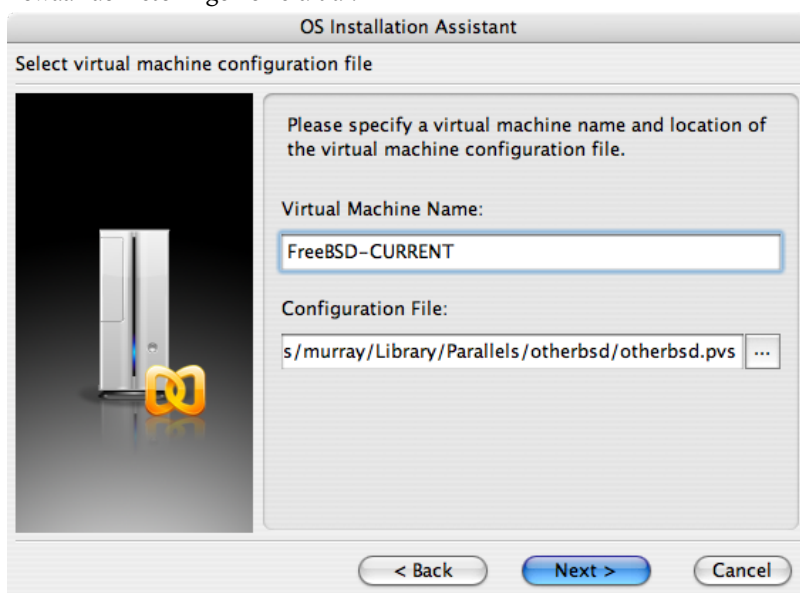 OS Installation Assistant
Select virtual machine configuration file
Please specify a virtual machine name and location of
the virtual machine configuration file.
Virtual Machine Name:
FreeBSD-CURRENT
Configuration File:
s/murray/Library/Parallels/otherbsd/otherbsd.pvs ...
< Back Next > Cancel